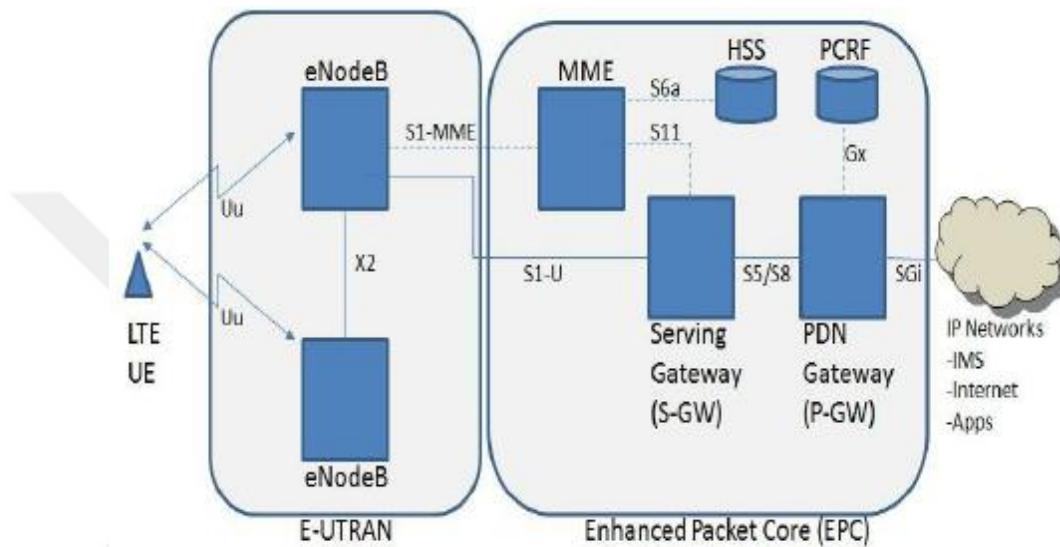 eNodeB
MME
HSS
PCRF
S6a
S1-MME
S11
Gx
Uu
X2
S1-U
S5/S8
SGi
Uu
LTE
UE
Serving
Gateway
(S-GW)
PDN
Gateway
(P-GW)
IP Networks
-IMS
-Internet
-Apps
eNodeB
E-UTRAN
Enhanced Packet Core (EPC)